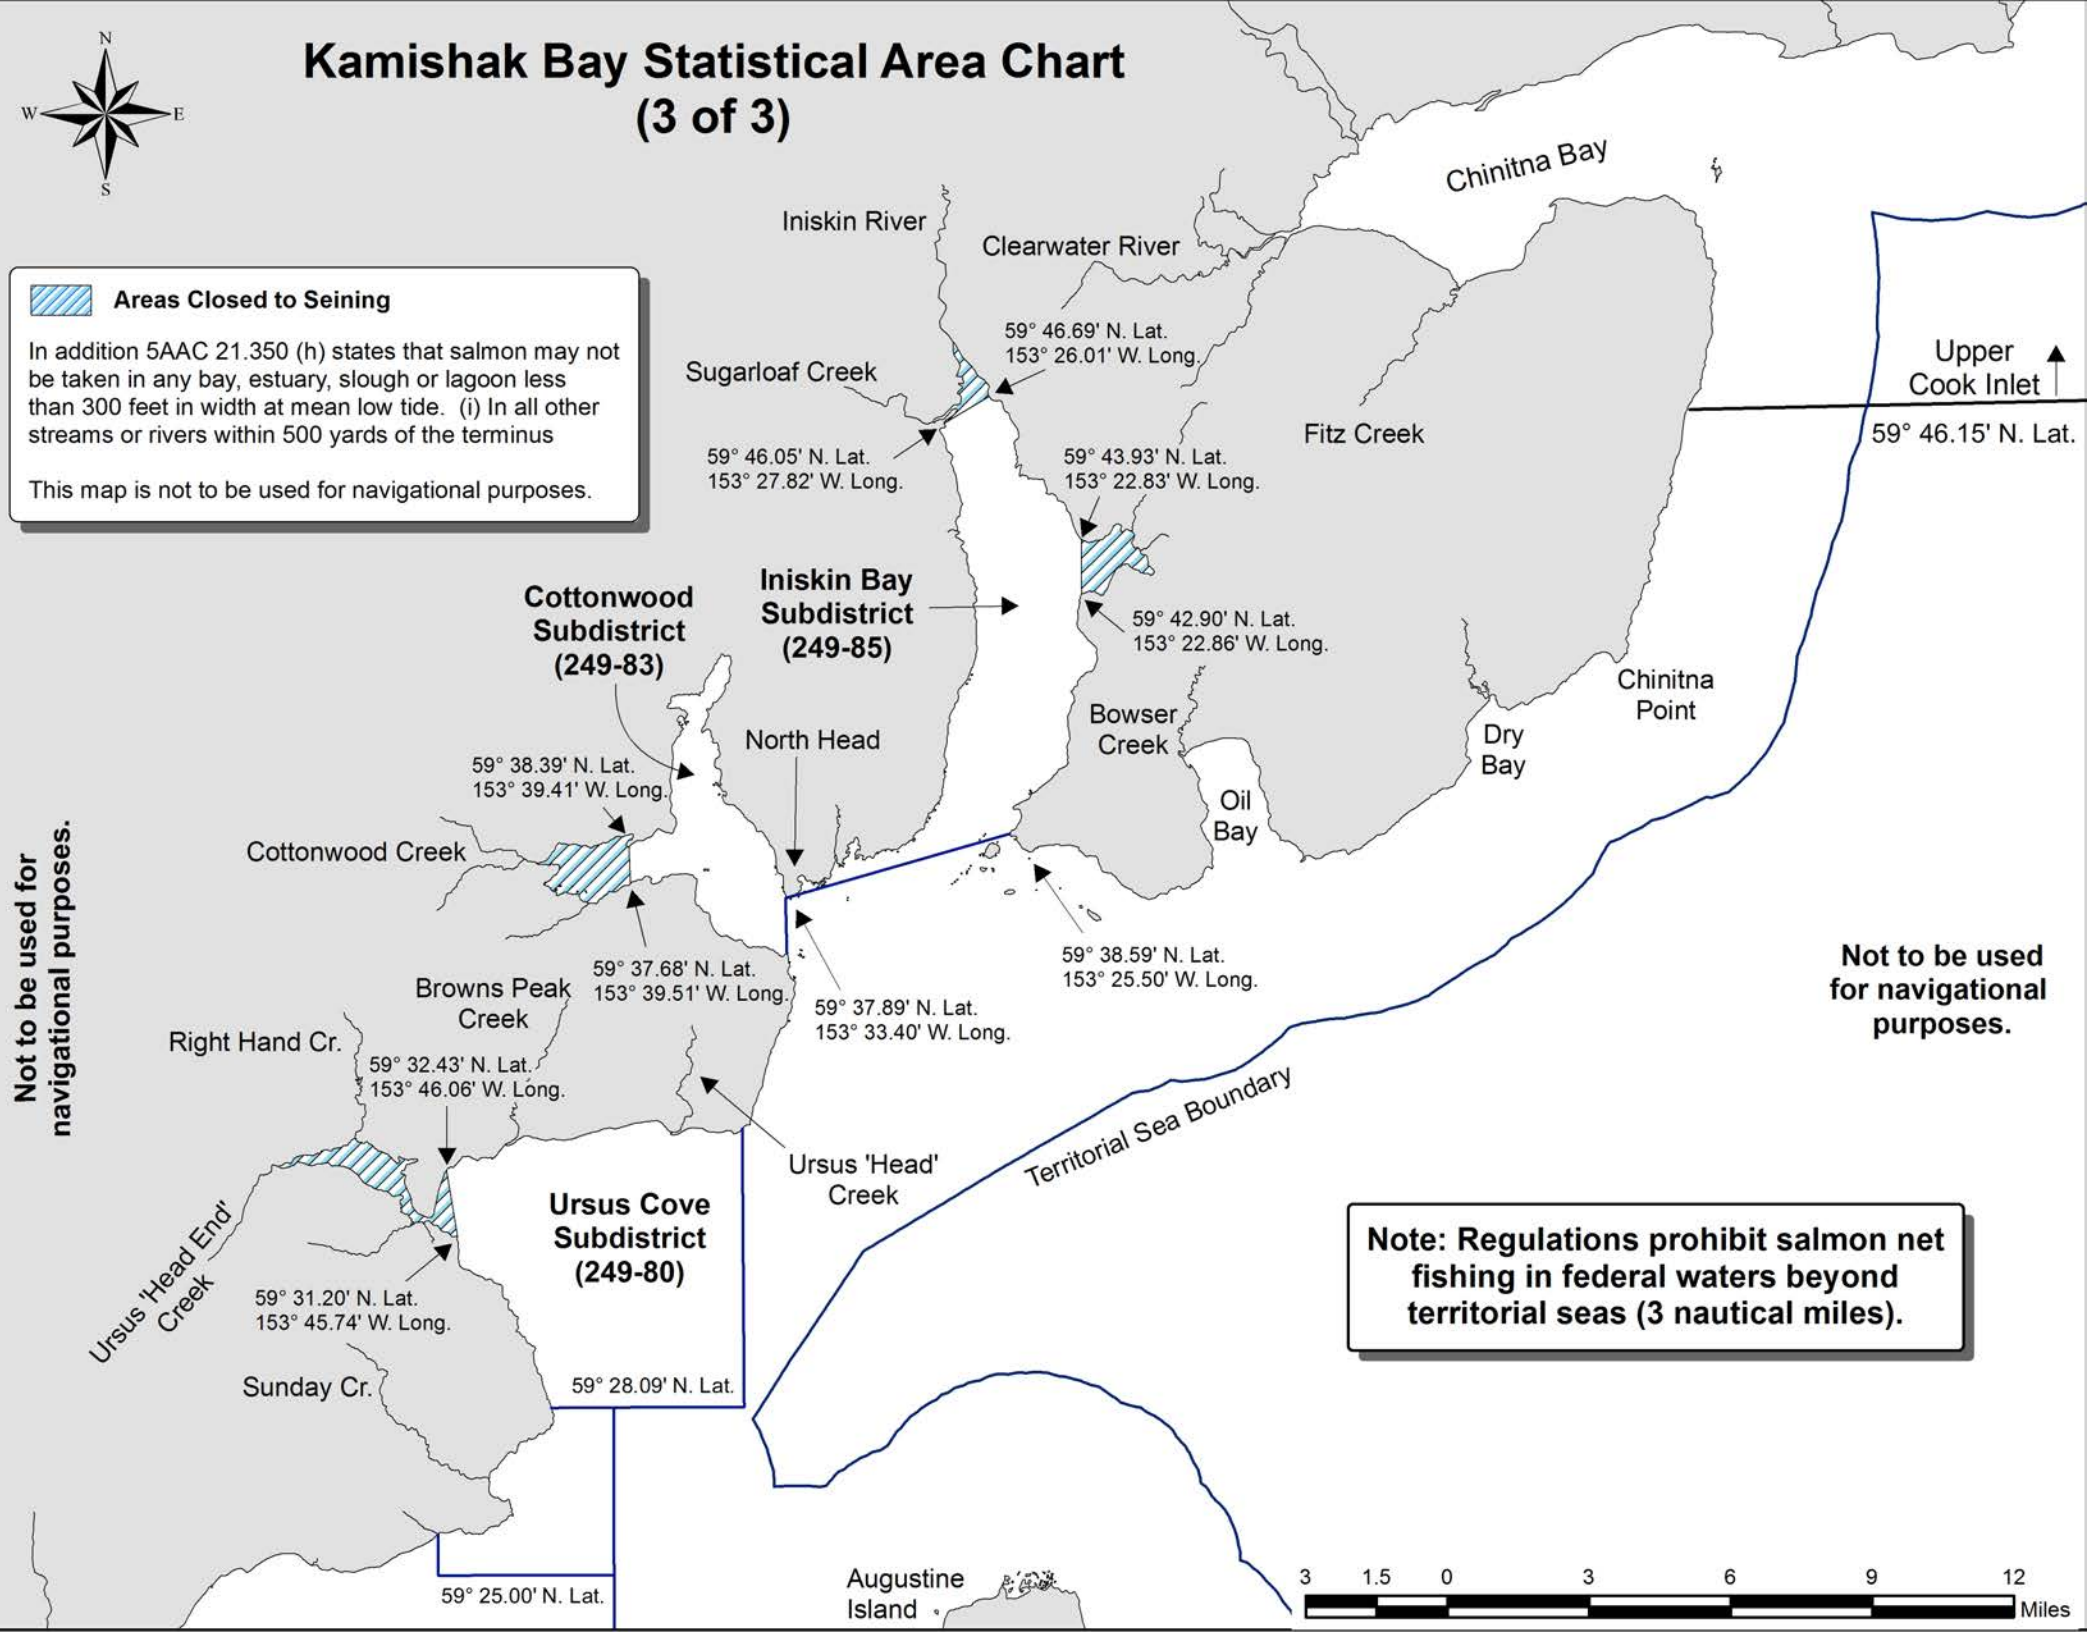 Kamishak Bay Statistical Area Chart
(3 of 3)
N
W
E
S
Chinitna Bay
Iniskin River
Clearwater River
Areas Closed to Seining
In addition 5AAC 21.350 (h) states that salmon may not
be taken in any bay, estuary, slough or lagoon less
than 300 feet in width at mean low tide. (i) In all other
streams or rivers within 500 yards of the terminus
This map is not to be used for navigational purposes.
59° 46.69' N. Lat.
153° 26.01' W. Long.
Sugarloaf Creek
Upper
Cook Inlet
59° 46.15' N. Lat.
Fitz Creek
59° 46.05' N. Lat.
153° 27.82' W. Long.
59° 43.93' N. Lat.
153° 22.83' W. Long.
Cottonwood
Subdistrict
(249-83)
Iniskin Bay
Subdistrict
(249-85)
59° 42.90' N. Lat.
153° 22.86' W. Long.
Chinitna
Point
Bowser
Creek
Dry
Bay
North Head
59° 38.39' N. Lat.
153° 39.41' W. Long.
Oil
Bay
Cottonwood Creek
Not to be used for
navigational purposes.
59° 37.68' N. Lat.
153° 39.51' W. Long.
59° 38.59' N. Lat.
153° 25.50' W. Long.
59° 37.89' N. Lat.
153° 33.40' W. Long.
Not to be used
for navigational
purposes.
Browns Peak
Creek
Right Hand Cr.
59° 32.43' N. Lat.
153° 46.06' W. Long.
Territorial Sea Boundary
Ursus 'Head'
Creek
Ursus Cove
Subdistrict
(249-80)
Ursus 'Head End'
Creek
59° 31.20' N. Lat.
153° 45.74' W. Long.
Note: Regulations prohibit salmon net
fishing in federal waters beyond
territorial seas (3 nautical miles).
Sunday Cr.
59° 28.09' N. Lat.
59° 25.00' N. Lat.
Augustine
Island
3 1.5 0 3 6 9 12
Miles